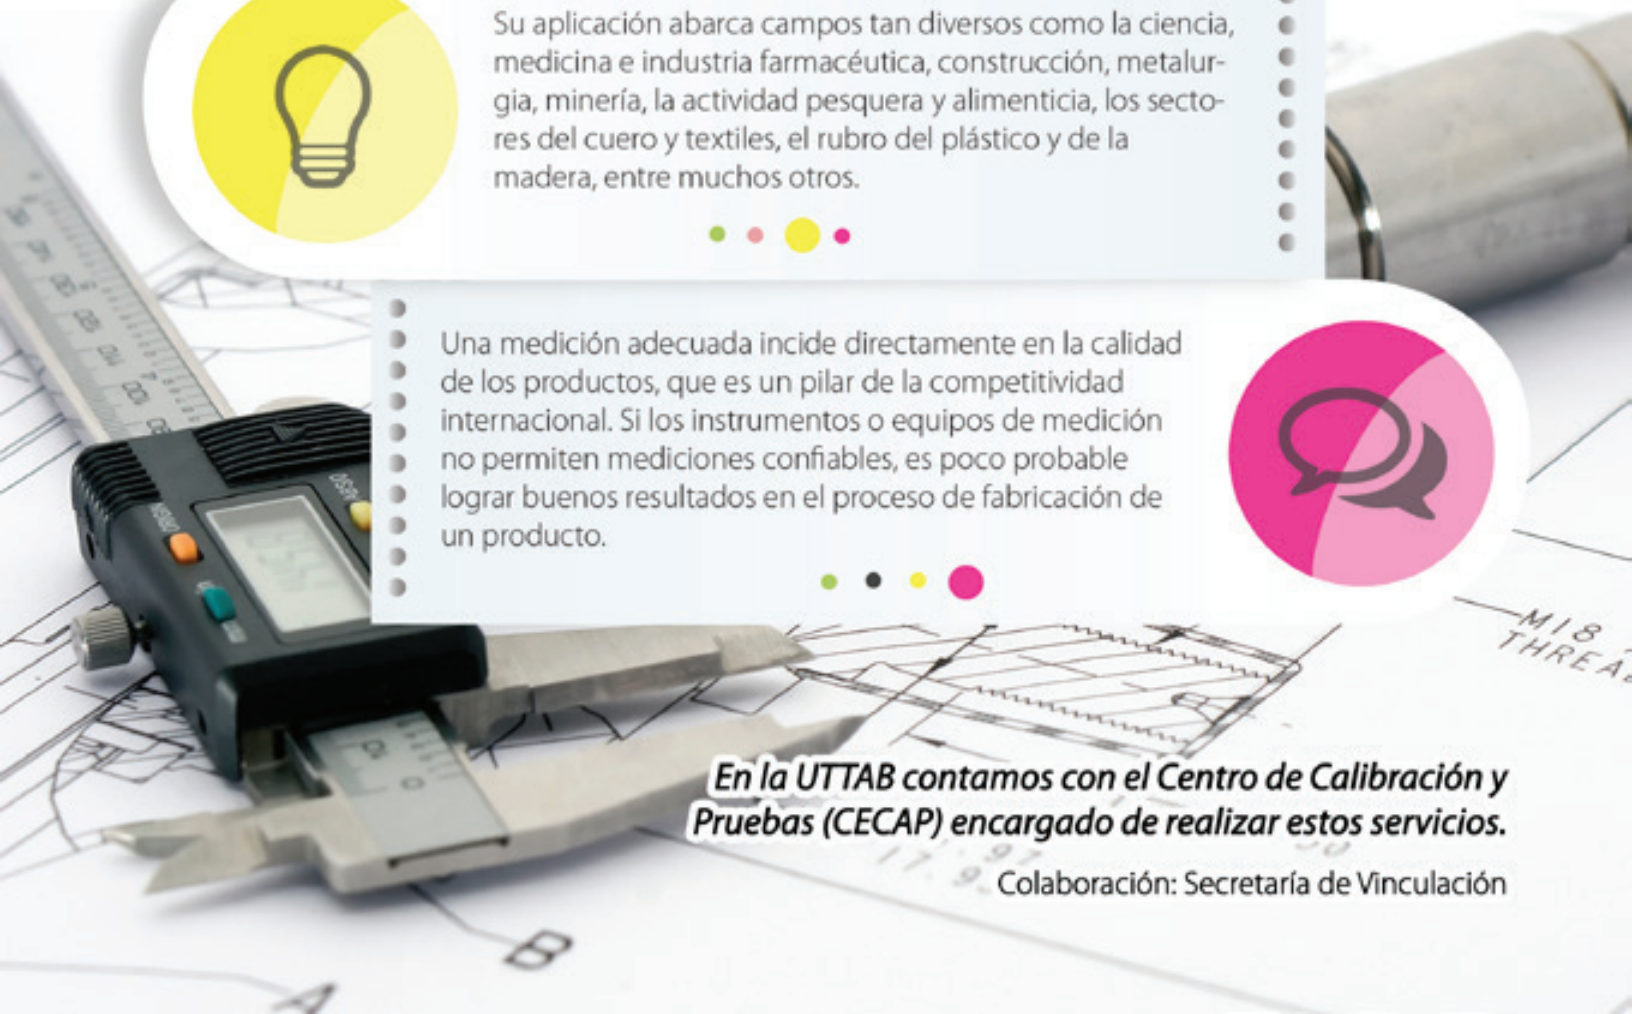 Su aplicación abarca campos tan diversos como la ciencia,
medicina e industria farmacéutica, construcción, metalur-
gia, minería, la actividad pesquera y alimenticia, los secto-
res del cuero y textiles, el rubro del plástico y de la
madera, entre muchos otros.
Una medición adecuada incide directamente en la calidad
de los productos, que es un pilar de la competitividad
internacional. Si los instrumentos o equipos de medición
no permiten mediciones confiables, es poco probable
lograr buenos resultados en el proceso de fabricación de
un producto.
M18
En la UTTAB contamos con el Centro de Calibración y
Pruebas (CECAP) encargado de realizar estos servicios.
Colaboración: Secretaría de Vinculación
B
A